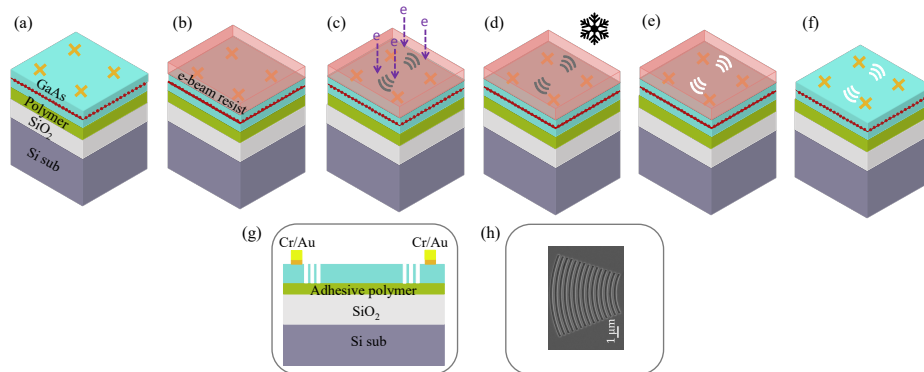 (a)
(b)
(c)
(d)
(e)
(f)
e
e
e
e
GaAs
Polymer
SiO2
Si sub
e-beam resist
(g)
(h)
Cr/Au
Cr/Au
Adhesive polymer
SiO2
Si sub
1 μm